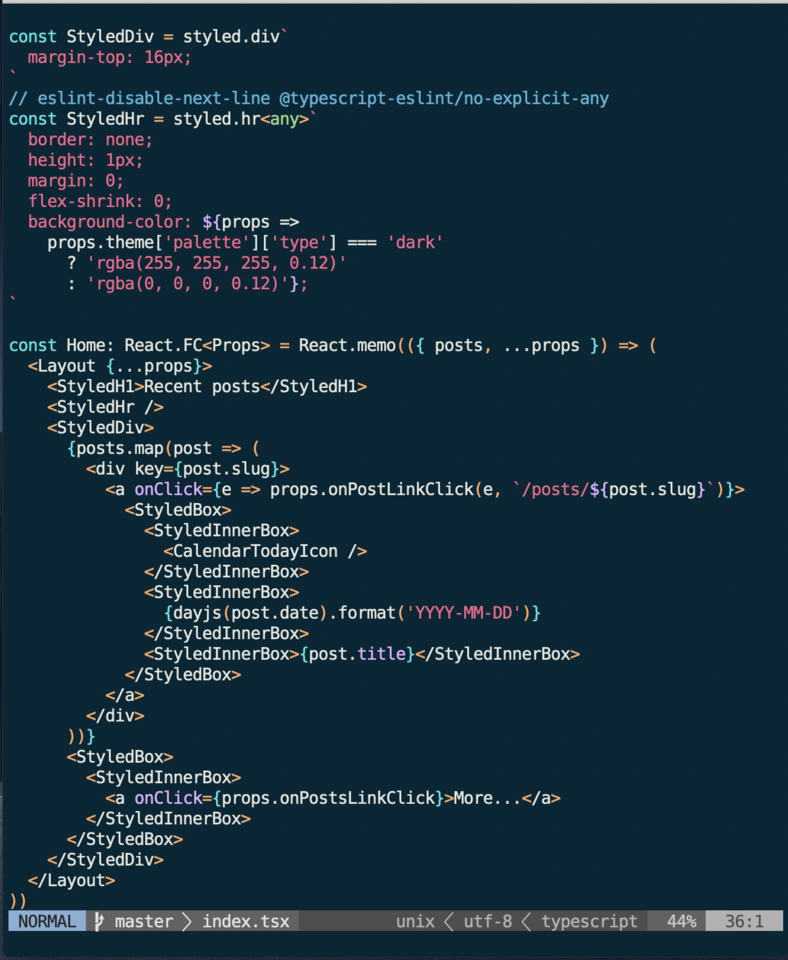 const StyledDiv = styled.div`
  margin-top: 16px;
`
// eslint-disable-next-line @typescript-eslint/no-explicit-any
const StyledHr = styled.hr<any>`
  border: none;
  height: 1px;
  margin: 0;
  flex-shrink: 0;
  background-color: ${props =>
    props.theme['palette']['type'] === 'dark'
      ? 'rgba(255, 255, 255, 0.12)'
      : 'rgba(0, 0, 0, 0.12)'};
`

const Home: React.FC<Props> = React.memo(({ posts, ...props }) => (
  <Layout {...props}>
    <StyledH1>Recent posts</StyledH1>
    <StyledHr />
    <StyledDiv>
      {posts.map(post => (
        <div key={post.slug}>
          <a onClick={e => props.onPostLinkClick(e, `/posts/${post.slug}`)}>
            <StyledBox>
              <StyledInnerBox>
                <CalendarTodayIcon />
              </StyledInnerBox>
              <StyledInnerBox>
                {dayjs(post.date).format('YYYY-MM-DD')}
              </StyledInnerBox>
              <StyledInnerBox>{post.title}</StyledInnerBox>
            </StyledBox>
          </a>
        </div>
      ))}
      <StyledBox>
        <StyledInnerBox>
          <a onClick={props.onPostsLinkClick}>More...</a>
        </StyledInnerBox>
      </StyledBox>
    </StyledDiv>
  </Layout>
))
NORMAL master index.tsx unix utf-8 typescript 44% 36:1